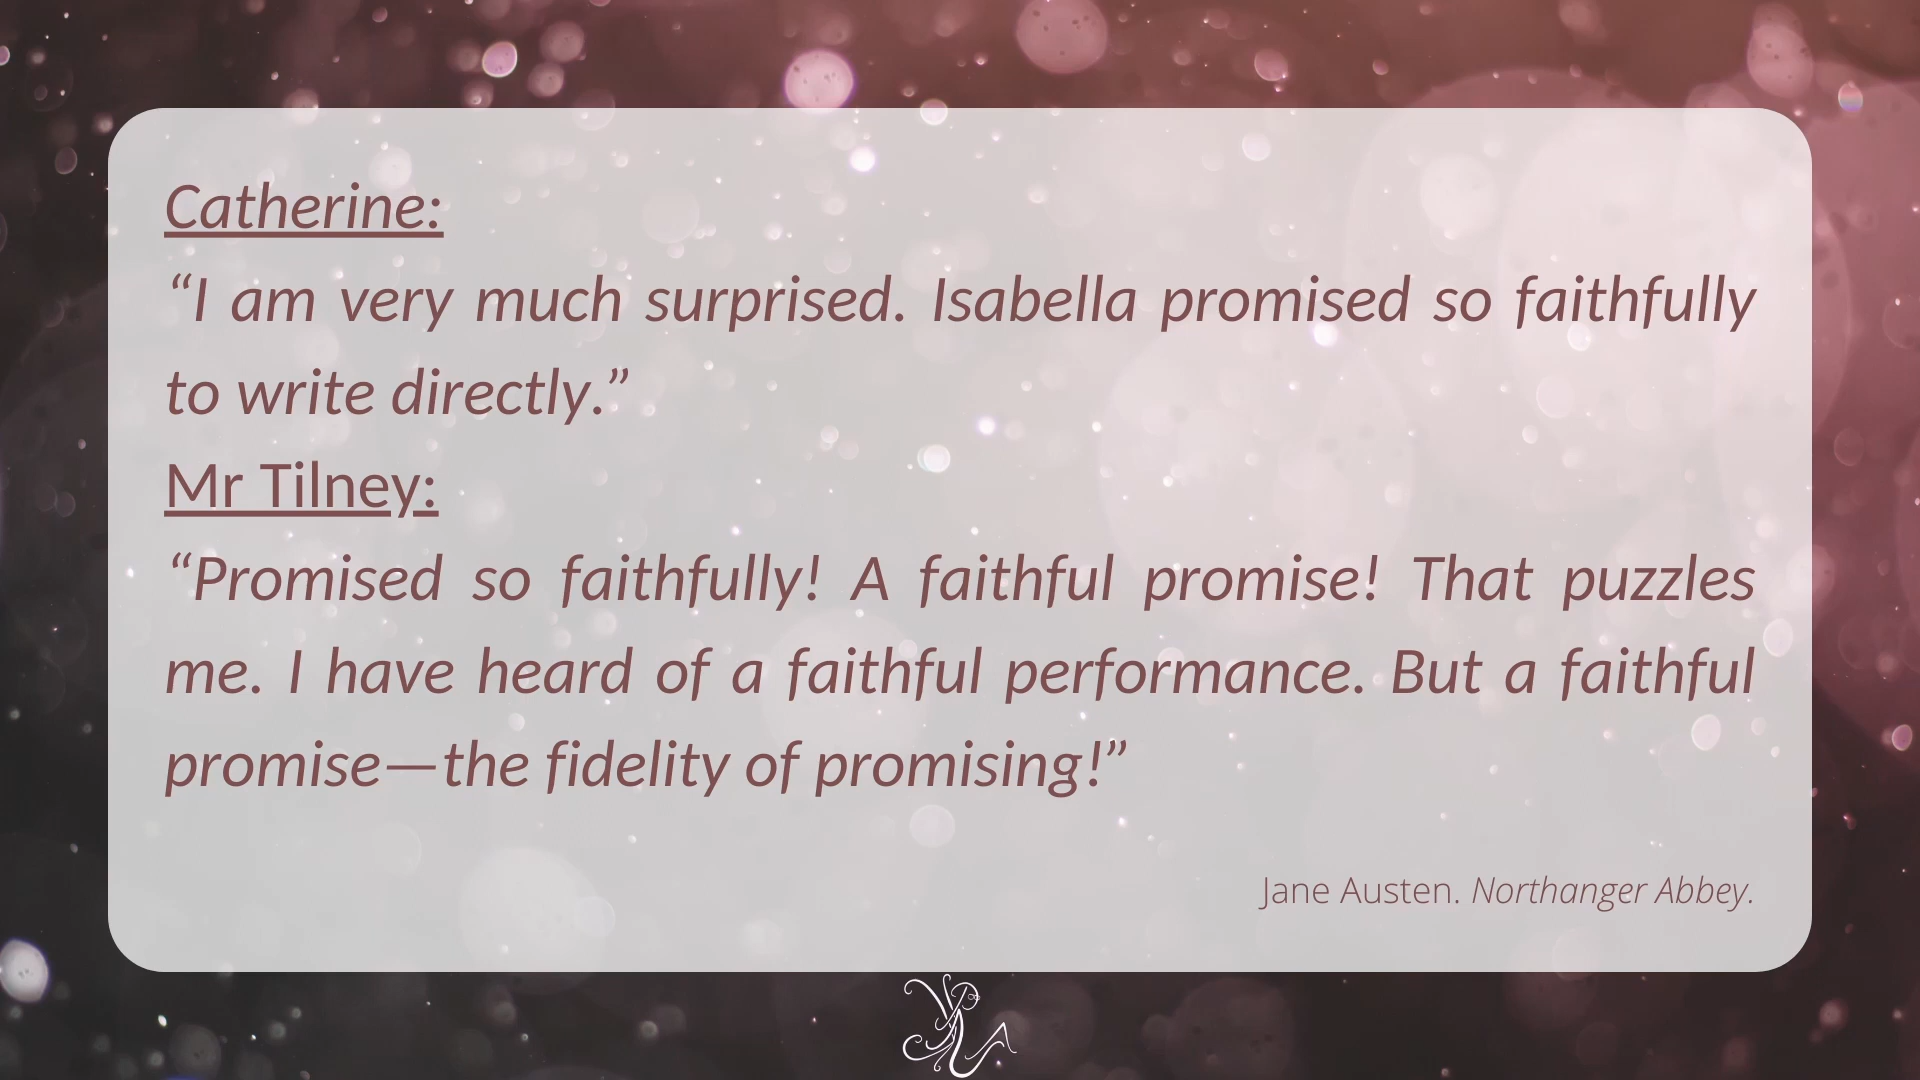 Catherine:
“I am very much surprised. Isabella promised so faithfully
to write directly.”
Mr Tilney:
“Promised so faithfully! A faithful promise! That puzzles
me. I have heard of a faithful performance. But a faithful
promise—the fidelity of promising!”
Jane Austen. Northanger Abbey.